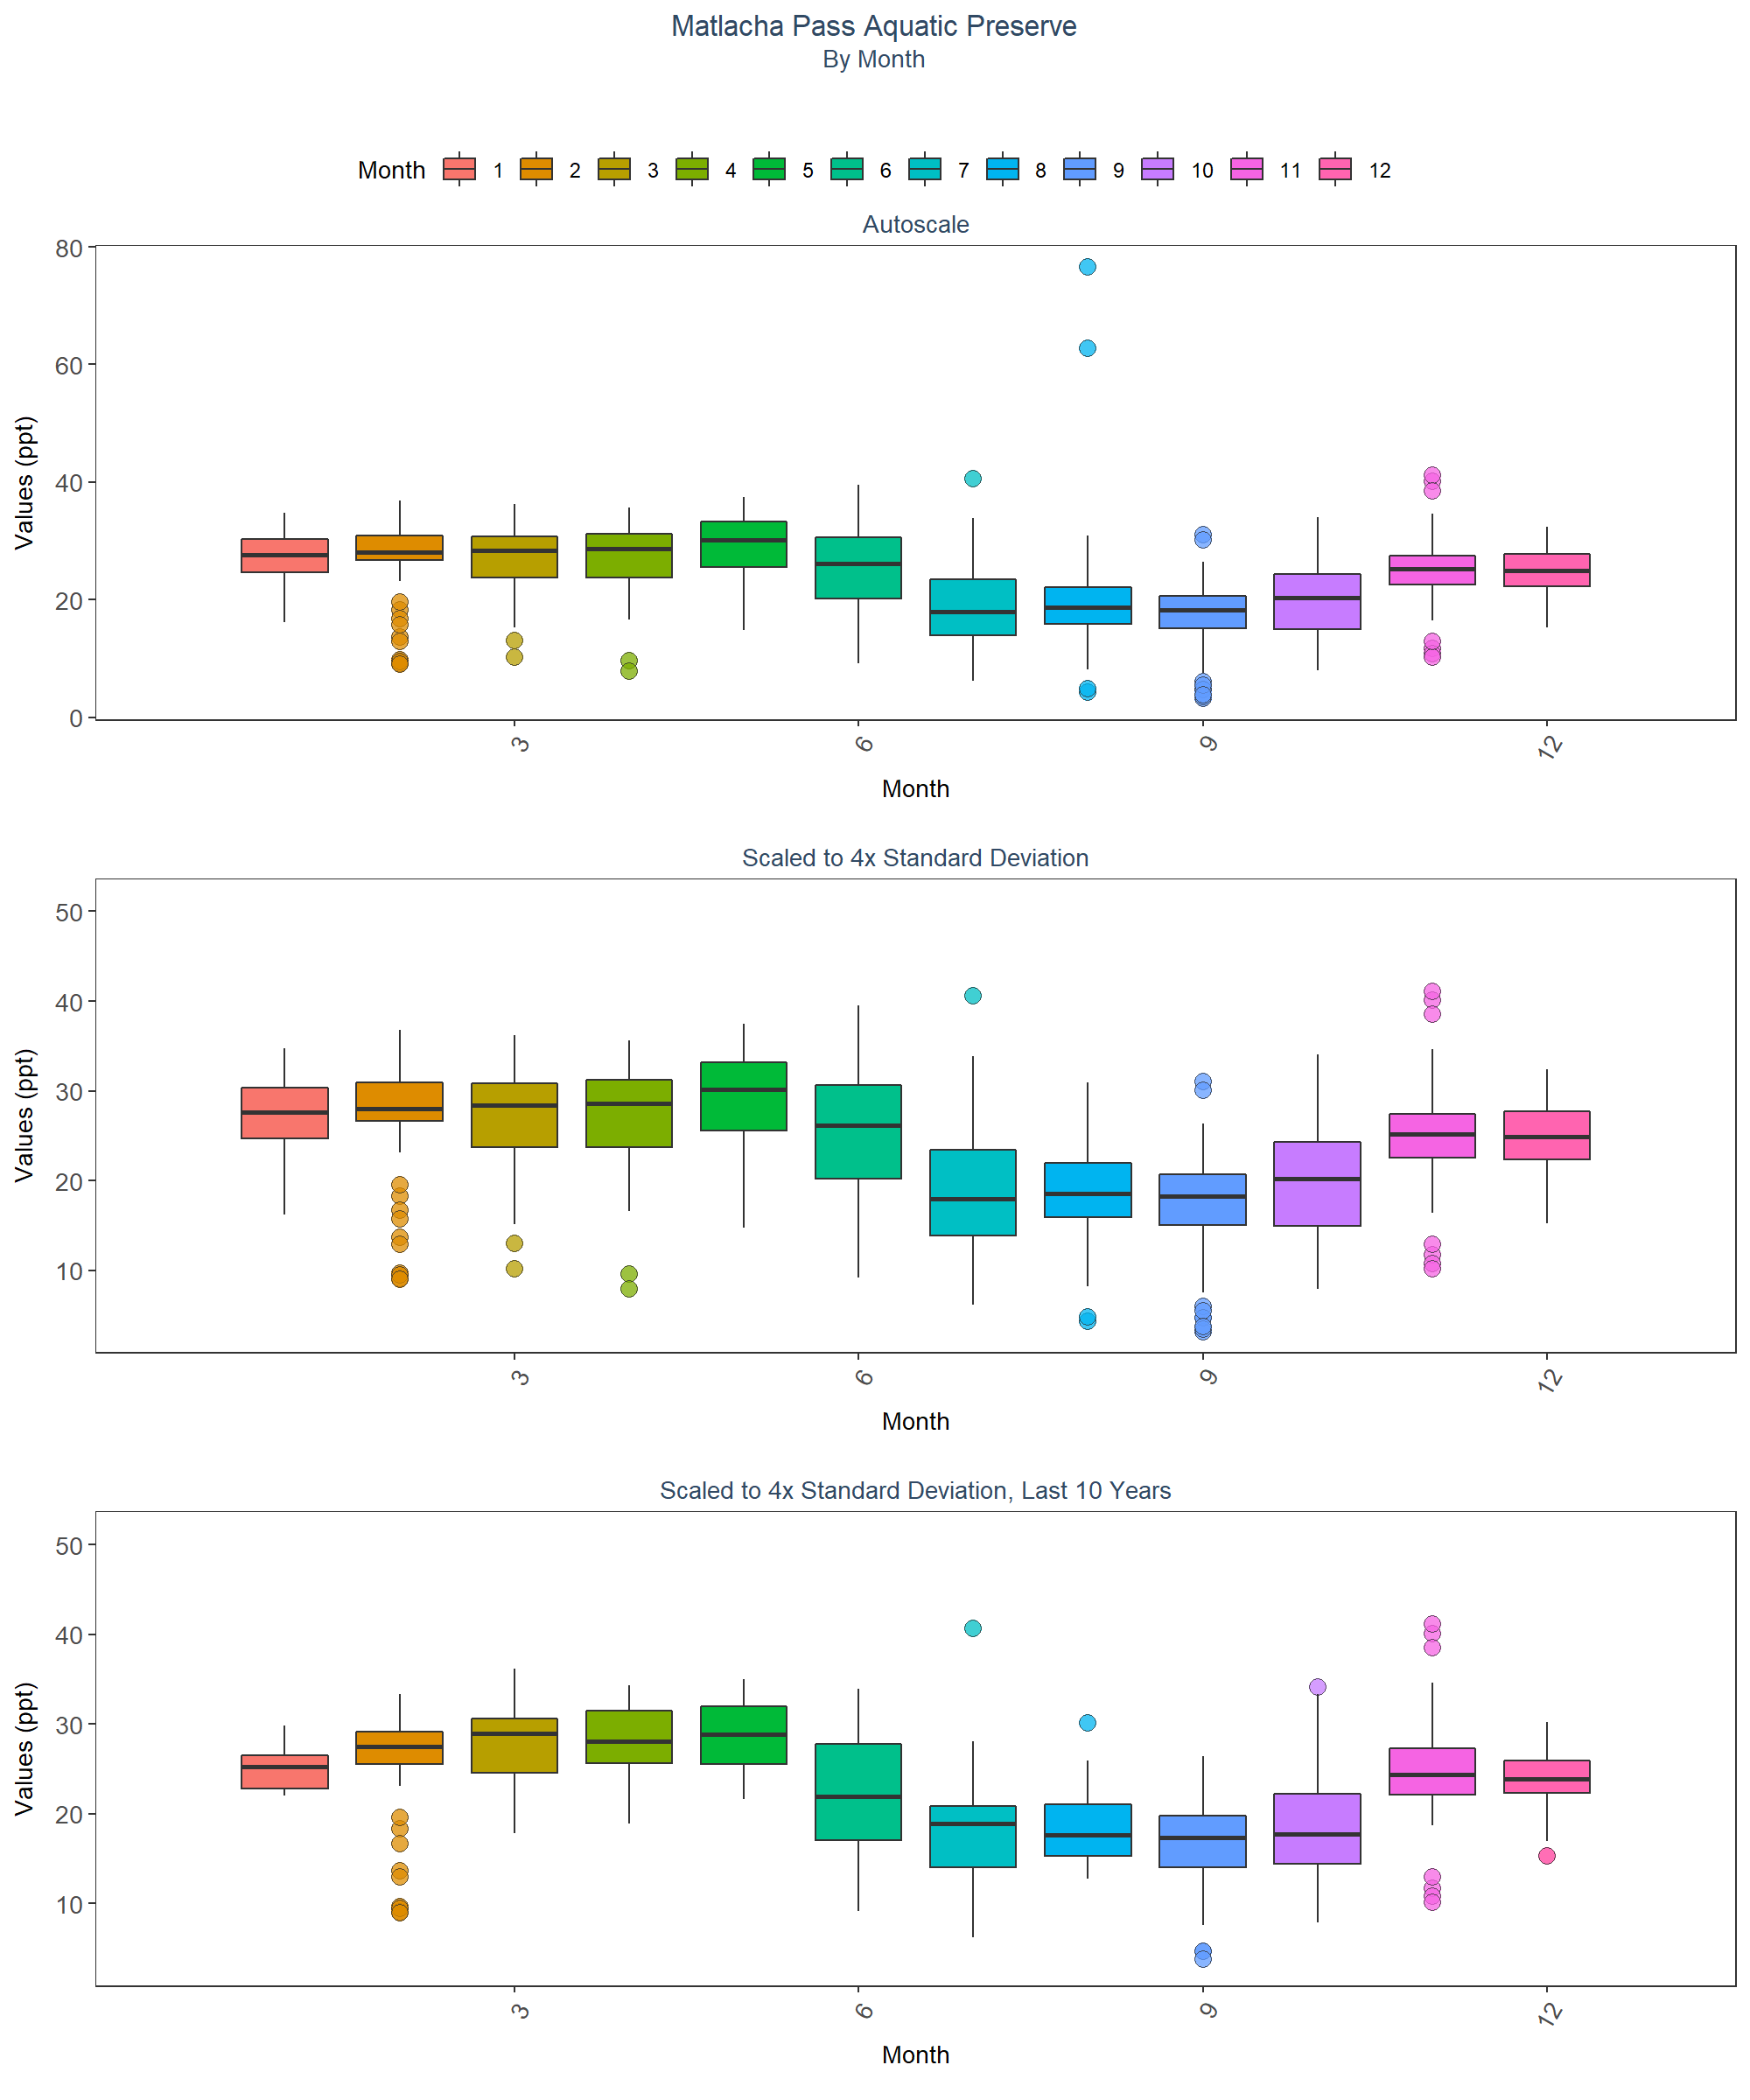 Matlacha Pass Aquatic Preserve
By Month
Month 1 2 3 4 5 6 7 8 9 10 11 12
Autoscale
Values (ppt)
80
60
40
20
0
3 6 9 12
Month
Scaled to 4x Standard Deviation
Values (ppt)
50
40
30
20
10
3 6 9 12
Month
Scaled to 4x Standard Deviation, Last 10 Years
Values (ppt)
50
40
30
20
10
3 6 9 12
Month